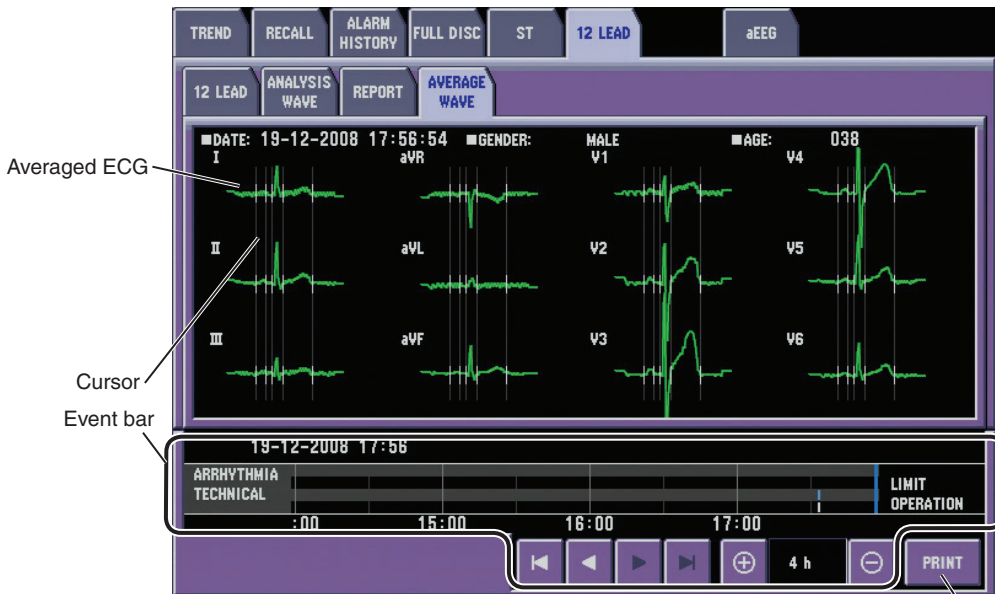 TREND RECALL ALARM HISTORY FULL DISC ST 12 LEAD aEEG
12 LEAD ANALYSIS WAVE REPORT AVERAGE WAVE
■DATE: 19-12-2008 17:56:54 ■GENDER: MALE ■AGE: 038
I aVR V1 V4
Averaged ECG
II aVL V2 V5
III aVF V3 V6
Cursor
Event bar
19-12-2008 17:56
ARRHYTHMIA LIMIT
TECHNICAL OPERATION
:00 15:00 16:00 17:00
4 h PRINT